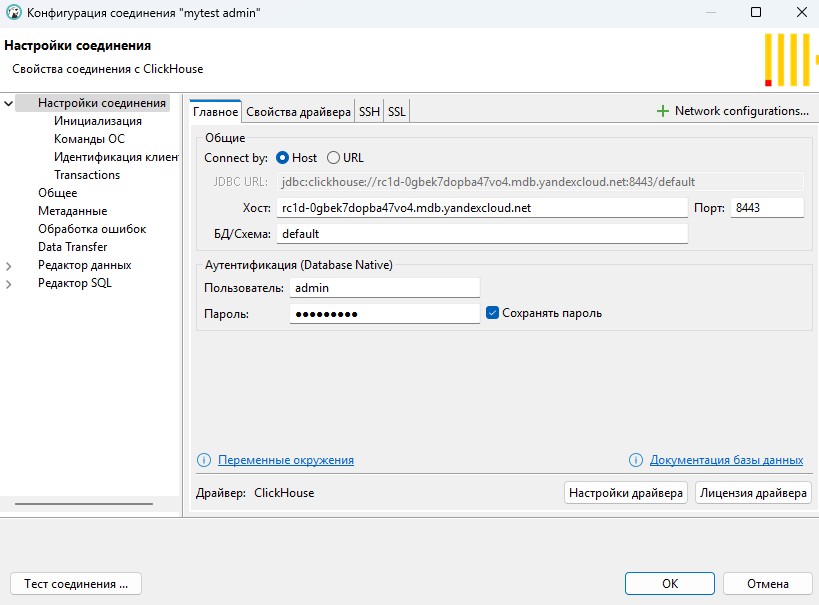 Конфигурация соединения "mytest admin"
Настройки соединения
Свойства соединения с ClickHouse
Настройки соединения
Инициализация
Команды ОС
Идентификация клиен
Transactions
Общее
Метаданные
Обработка ошибок
Data Transfer
Редактор данных
Редактор SQL
Главное Свойства драйвера SSH SSL Network configurations...
Общие
Connect by: Host URL
JDBC URL: jdbc:clickhouse://rc1d-0gbek7dopba47vo4.mdb.yandexcloud.net:8443/default
Хост: rc1d-0gbek7dopba47vo4.mdb.yandexcloud.net Порт: 8443
БД/Схема: default
Аутентификация (Database Native)
Пользователь: admin
Пароль: ●●●●●●●●● Сохранять пароль
Переменные окружения Документация базы данных
Драйвер: ClickHouse Настройки драйвера Лицензия драйвера
Тест соединения ... ОК Отмена